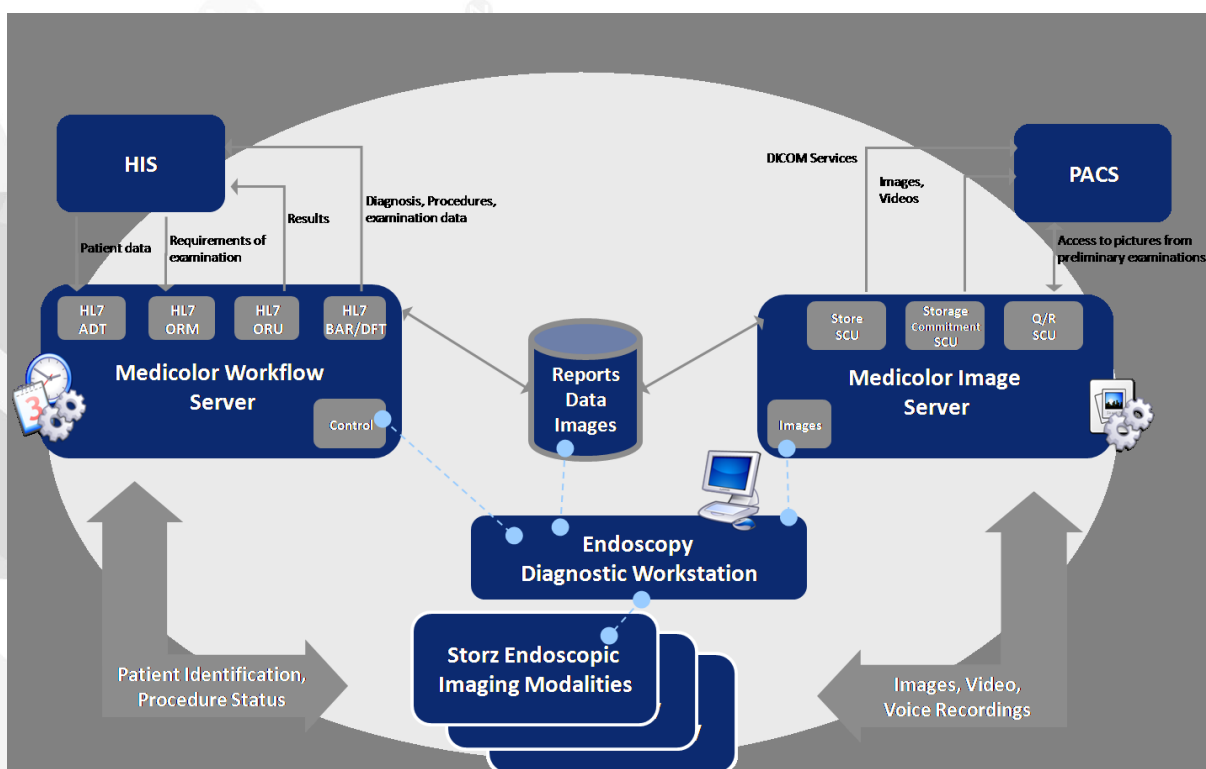 HIS
PACS
DICOM Services
Images,
Videos
Diagnosis, Procedures,
examination data
Results
Patient data
Requirements of
examination
Access to pictures from
preliminary examinations
HL7
ADT
HL7
ORM
HL7
ORU
HL7
BAR/DFT
Medicolor Workflow
Server
Control
3
Reports
Data
Images
Store
SCU
Storage
Commitment
SCU
Q/R
SCU
Medicolor Image
Server
Images
Endoscopy
Diagnostic Workstation
Storz Endoscopic
Imaging Modalities
Patient Identification,
Procedure Status
Images, Video,
Voice Recordings